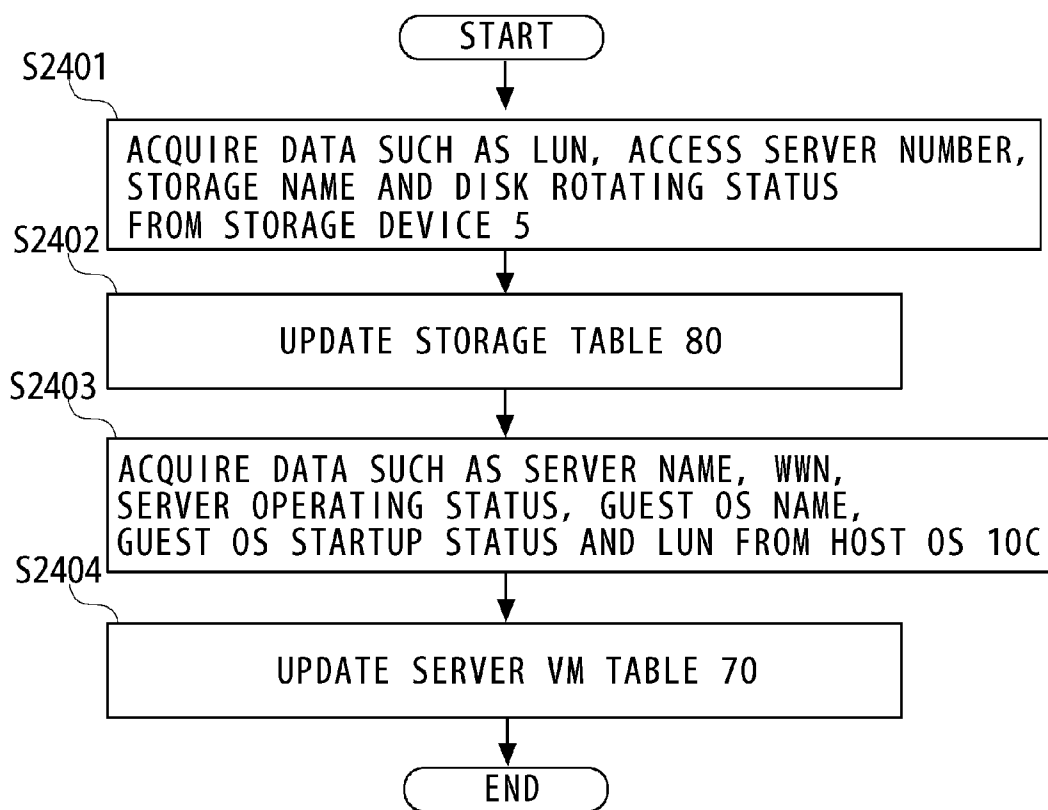 START
S2401
ACQUIRE DATA SUCH AS LUN, ACCESS SERVER NUMBER,
STORAGE NAME AND DISK ROTATING STATUS
FROM STORAGE DEVICE 5
S2402
UPDATE STORAGE TABLE 80
S2403
ACQUIRE DATA SUCH AS SERVER NAME, WWN,
SERVER OPERATING STATUS, GUEST OS NAME,
GUEST OS STARTUP STATUS AND LUN FROM HOST OS 10C
S2404
UPDATE SERVER VM TABLE 70
END